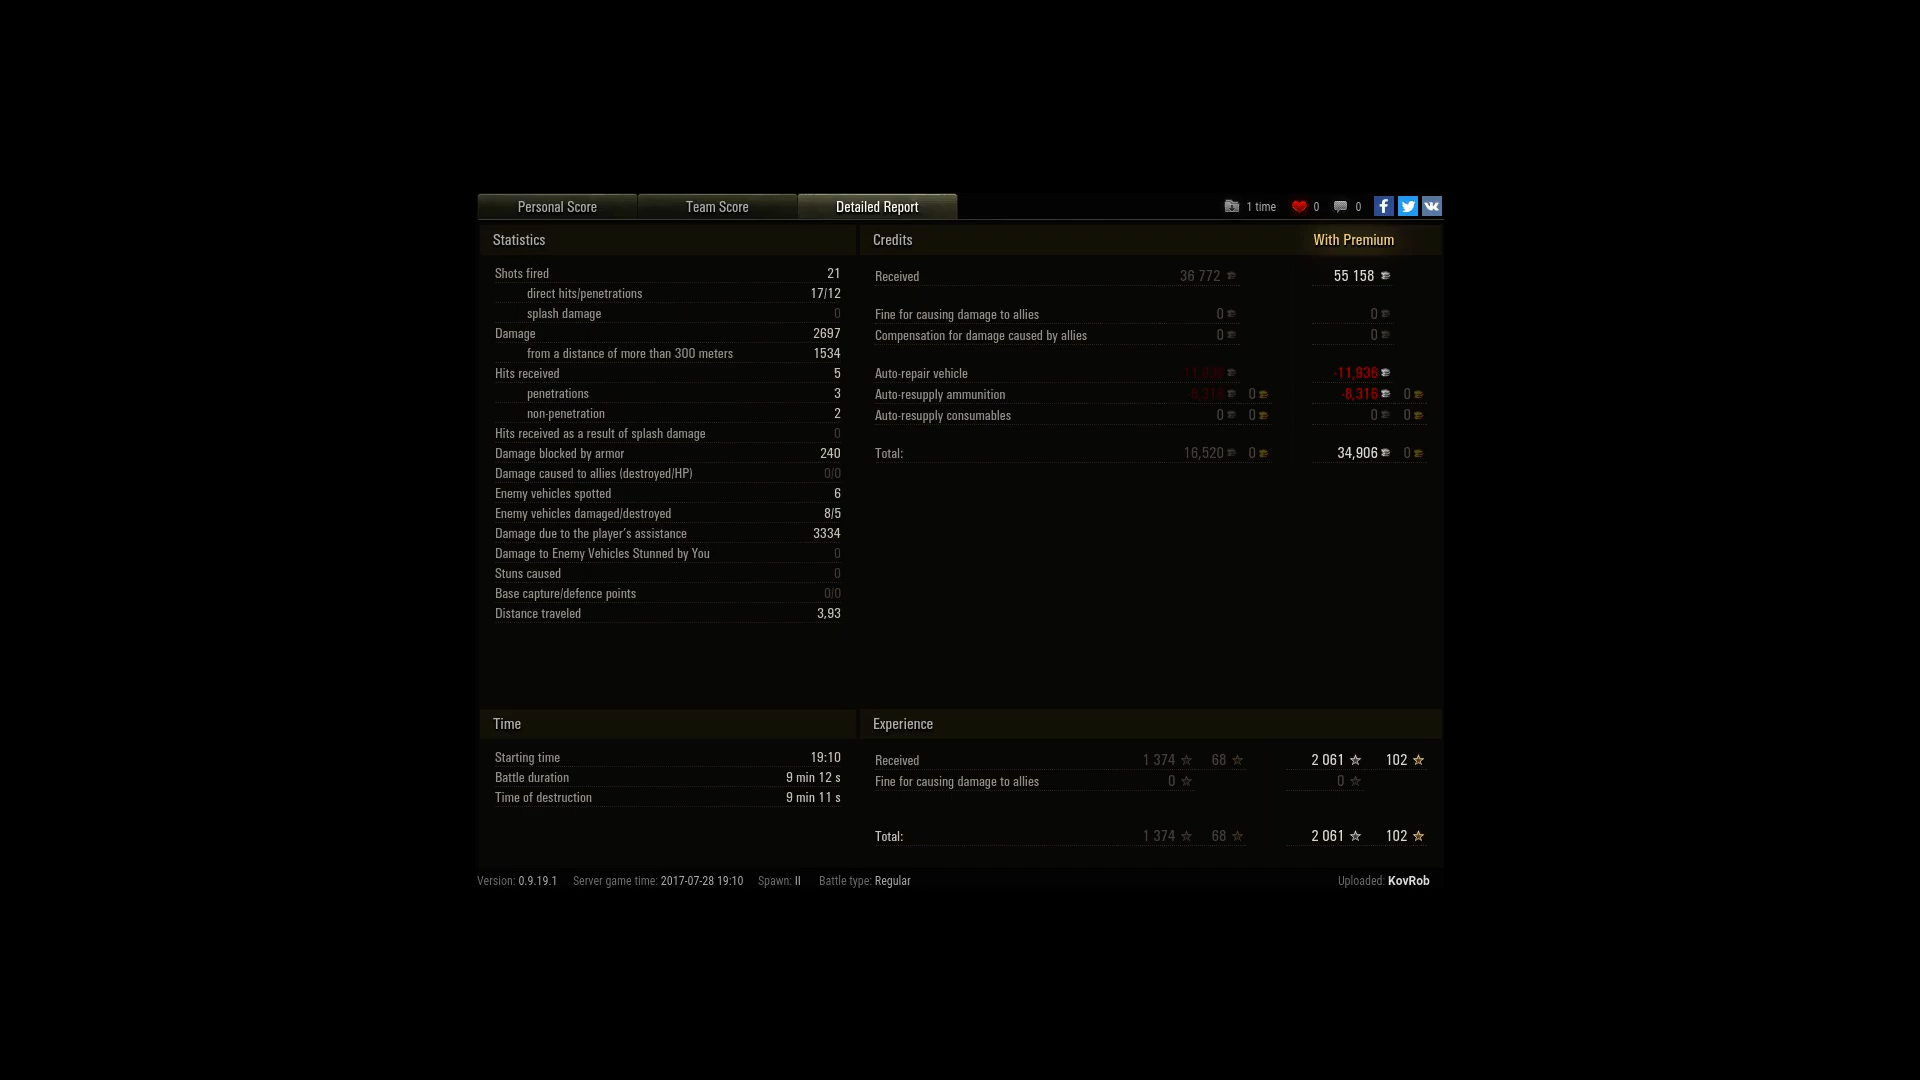 Personal Score Team Score Detailed Report 1 time 0 0
Statistics
Shots fired 21
direct hits/penetrations 17/12
splash damage 0
Damage 2697
from a distance of more than 300 meters 1534
Hits received 5
penetrations 3
non-penetration 2
Hits received as a result of splash damage 0
Damage blocked by armor 240
Damage caused to allies (destroyed/HP) 0/0
Enemy vehicles spotted 6
Enemy vehicles damaged/destroyed 8/5
Damage due to the player's assistance 3334
Damage to Enemy Vehicles Stunned by You 0
Stuns caused 0
Base capture/defence points 0/0
Distance traveled 3,93
Credits With Premium
Received 36 772 55 158
Fine for causing damage to allies 0 0
Compensation for damage caused by allies 0 0
Auto-repair vehicle -11,936 -11,936
Auto-resupply ammunition -8,316 0 -8,316 0
Auto-resupply consumables 0 0 0 0
Total: 16,520 0 34,906 0
Time
Starting time 19:10
Battle duration 9 min 12 s
Time of destruction 9 min 11 s
Experience
Received 1 374 68 2 061 102
Fine for causing damage to allies 0 0
Total: 1 374 68 2 061 102
Version: 0.9.19.1 Server game time: 2017-07-28 19:10 Spawn: II Battle type: Regular Uploaded: KovRob